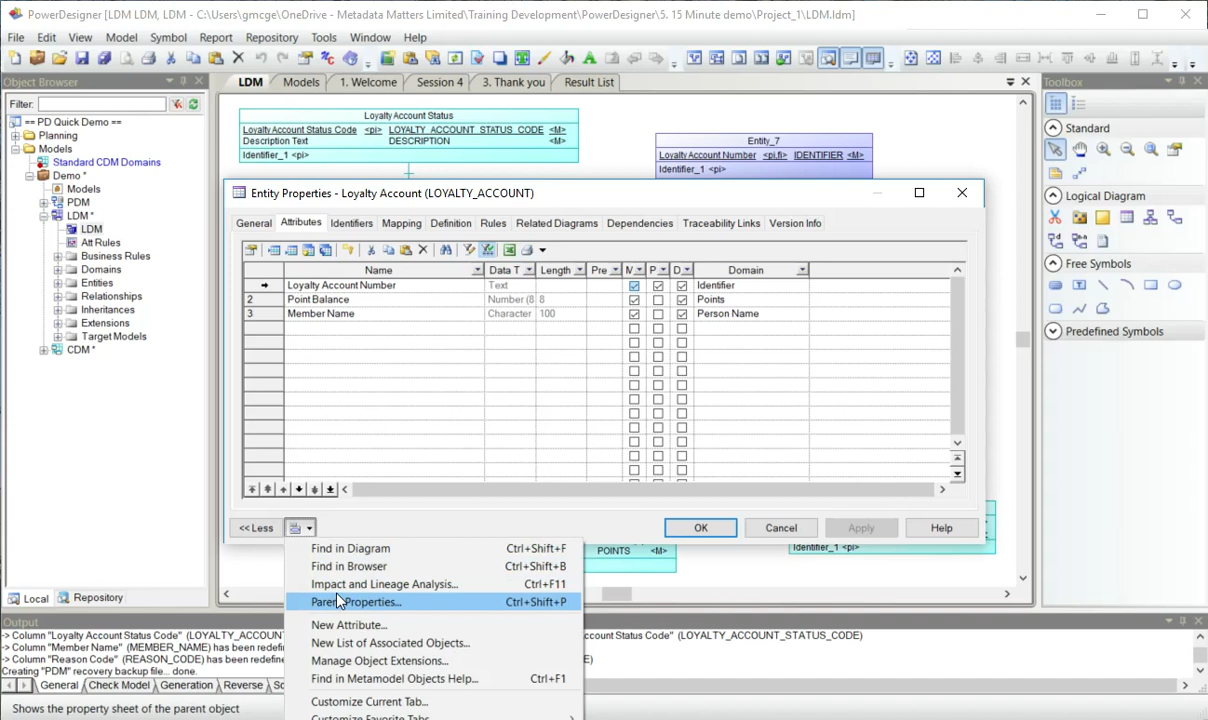 PowerDesigner [LDM LDM, LDM - C:\Users\gmcge\OneDrive - Metadata Matters Limited\Training Development\PowerDesigner\5. 15 Minute demo\Project_1\LDM.ldm]
File Edit View Model Symbol Report Repository Tools Window Help
Object Browser
LDM Models 1. Welcome Session 4 3. Thank you Result List
Toolbox
Filter:
== PD Quick Demo ==
Planning
Models
Standard CDM Domains
Demo *
Models
PDM
LDM *
LDM
Att Rules
Business Rules
Domains
Entities
Relationships
Inheritances
Extensions
Target Models
CDM *
Local Repository
Loyalty Account Status
Loyalty Account Status Code <pi> LOYALTY_ACCOUNT_STATUS_CODE <M>
Description Text DESCRIPTION <M>
Identifier_1 <pi>
Entity_7
Loyalty Account Number <pi,fi> IDENTIFIER <M>
Identifier_1 <pi>
Entity Properties - Loyalty Account (LOYALTY_ACCOUNT)
General Attributes Identifiers Mapping Definition Rules Related Diagrams Dependencies Traceability Links Version Info
Name Data T Length Pre M P D Domain
Loyalty Account Number Text Identifier
2 Point Balance Number (8 8 Points
3 Member Name Character 100 Person Name
<< Less OK Cancel Apply Help
POINTS <M>
Identifier_1 <pi>
Find in Diagram Ctrl+Shift+F
Find in Browser Ctrl+Shift+B
Impact and Lineage Analysis... Ctrl+F11
Parent Properties... Ctrl+Shift+P
New Attribute...
New List of Associated Objects...
Manage Object Extensions...
Find in Metamodel Objects Help... Ctrl+F1
Customize Current Tab...
Customize Favorite Tabs
Standard
Logical Diagram
Free Symbols
Predefined Symbols
Output
-> Column "Loyalty Account Status Code" (LOYALTY_ACCOUN count Status Code" (LOYALTY_ACCOUNT_STATUS_CODE)
-> Column "Member Name" (MEMBER_NAME) has been redefine
-> Column "Reason Code" (REASON_CODE) has been redefine E)
Creating "PDM" recovery backup file... done.
General Check Model Generation Reverse Sc
Shows the property sheet of the parent object